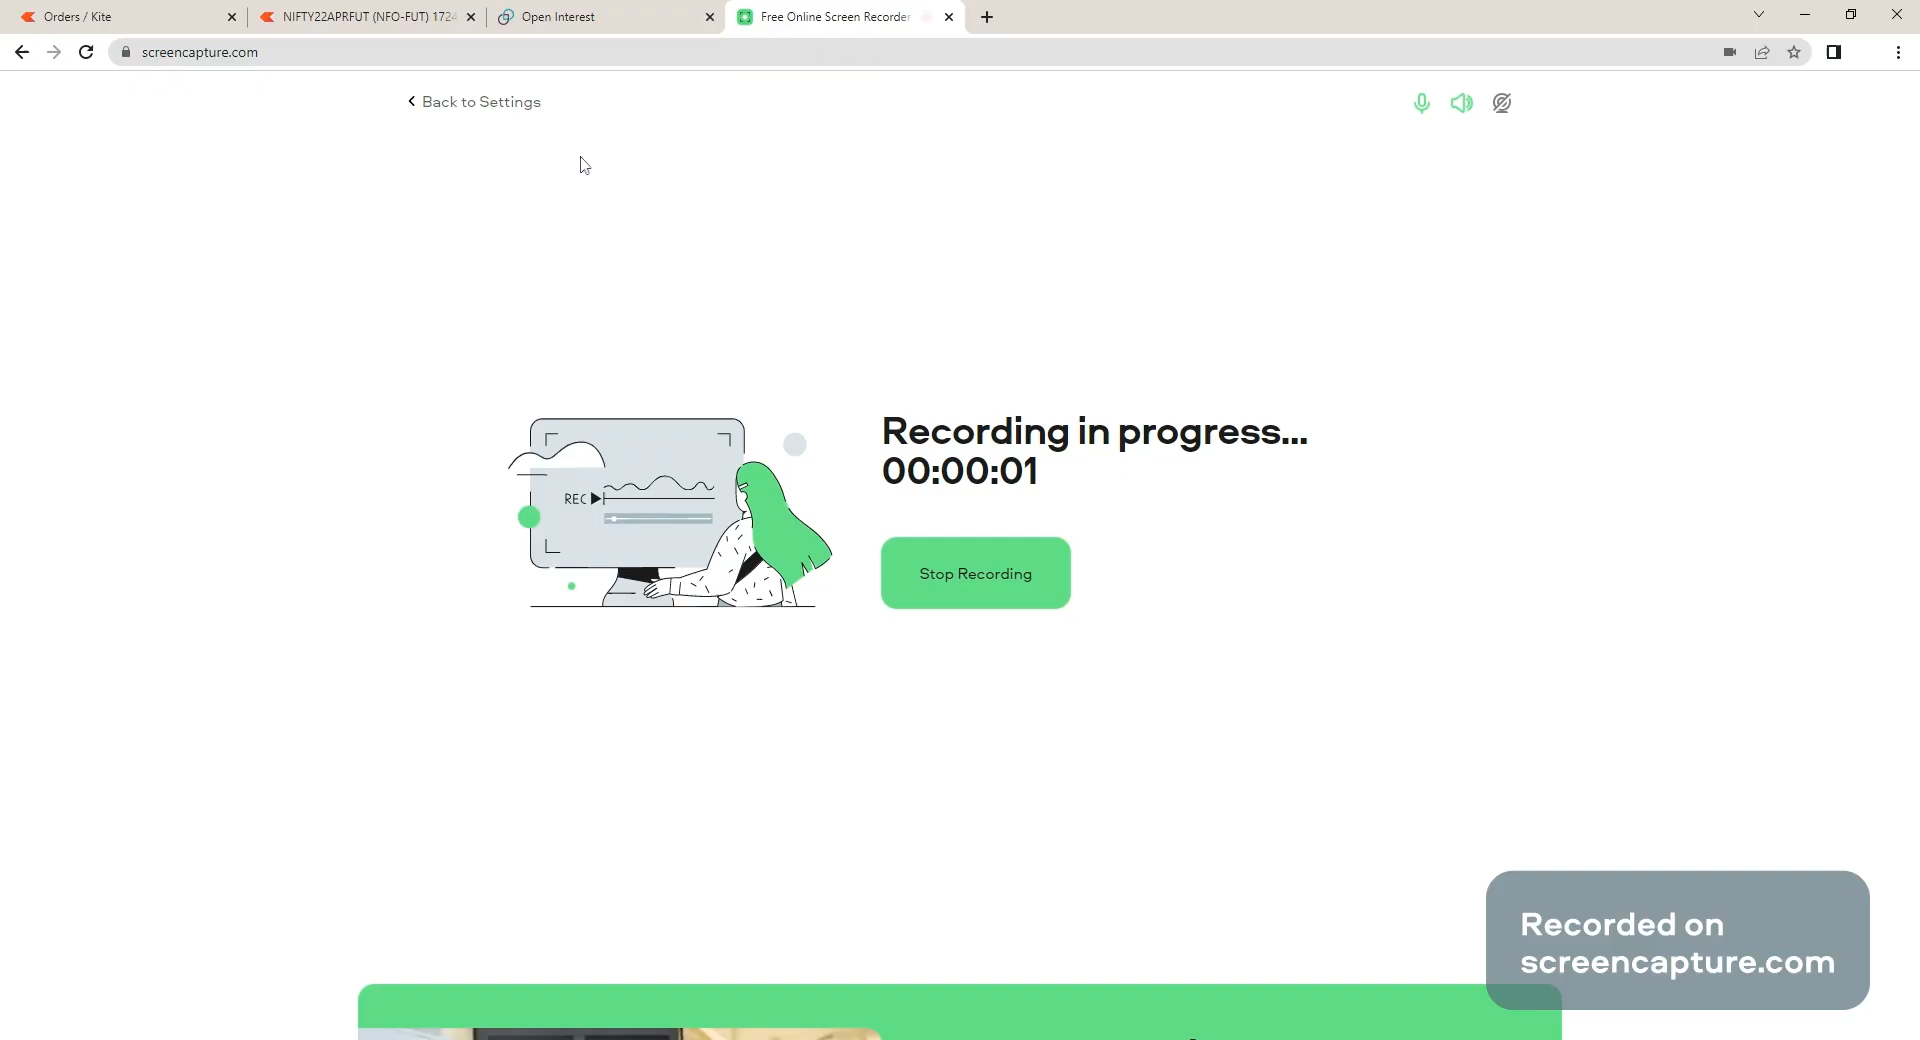 Orders / Kite
NIFTY22APRFUT (NFO-FUT) 1724
Open Interest
Free Online Screen Recorder
screencapture.com
Back to Settings
Recording in progress...
00:00:01
REC
Stop Recording
Recorded on
screencapture.com